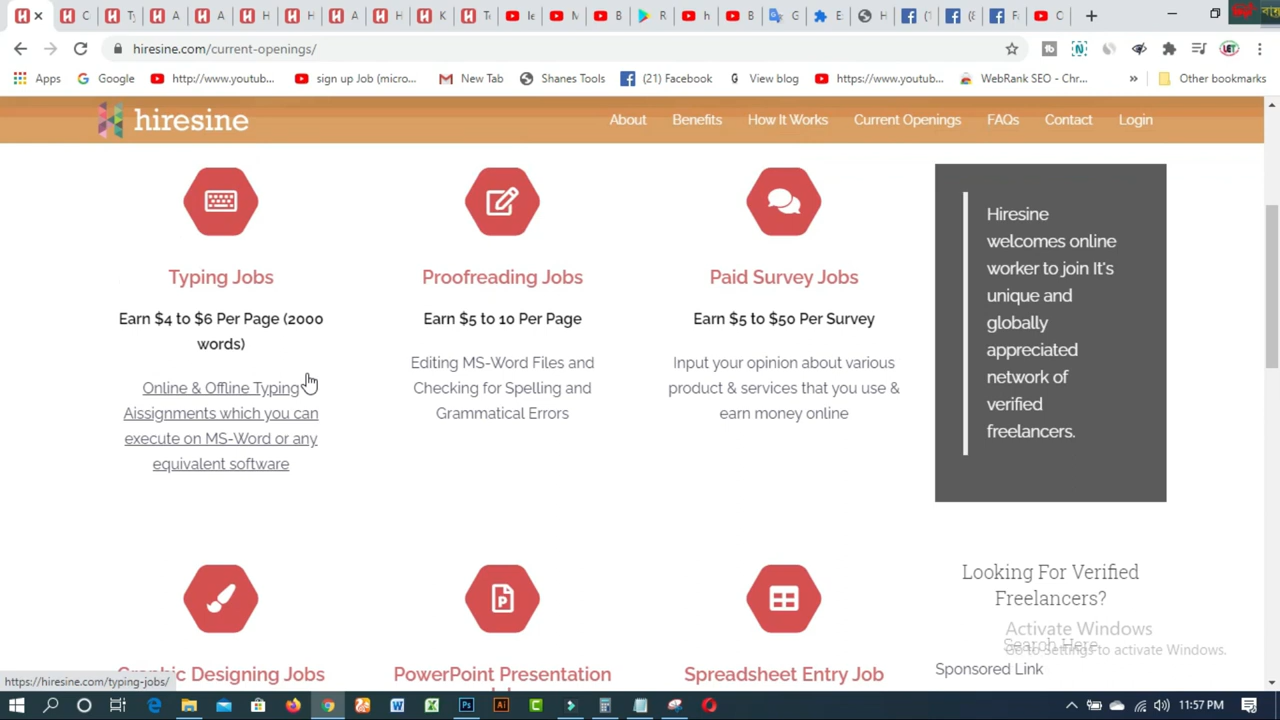 hiresine.com/current-openings/
Apps
Google
http://www.youtub...
sign up Job (micro...
New Tab
Shanes Tools
(21) Facebook
View blog
https://www.youtu...
WebRank SEO - Chr...
»
Other bookmarks
hiresine
About
Benefits
How It Works
Current Openings
FAQs
Contact
Login
Typing Jobs
Earn $4 to $6 Per Page (2000
words)
Online & Offline Typing
Aissignments which you can
execute on MS-Word or any
equivalent software
Proofreading Jobs
Earn $5 to 10 Per Page
Editing MS-Word Files and
Checking for Spelling and
Grammatical Errors
Paid Survey Jobs
Earn $5 to $50 Per Survey
Input your opinion about various
product & services that you use &
earn money online
Hiresine
welcomes online
worker to join It's
unique and
globally
appreciated
network of
verified
freelancers.
Graphic Designing Jobs
PowerPoint Presentation
Spreadsheet Entry Job
Looking For Verified
Freelancers?
Search Here
Sponsored Link
Activate Windows
Go to Settings to activate Windows.
https://hiresine.com/typing-jobs/
11:57 PM